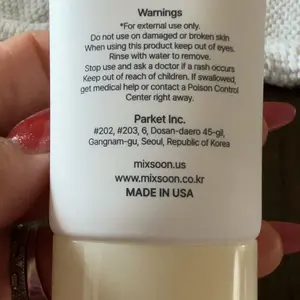 Warnings
*For external use only.
Do not use on damaged or broken skin
When using this product keep out of eyes.
Rinse with water to remove.
Stop use and ask a doctor if a rash occurs
Keep out of reach of children. If swallowed,
get medical help or contact a Poison Control
Center right away.
Parket Inc.
#202, #203, 6, Dosan-daero 45-gil,
Gangnam-gu, Seoul, Republic of Korea
mixsoon.us
www.mixsoon.co.kr
MADE IN USA